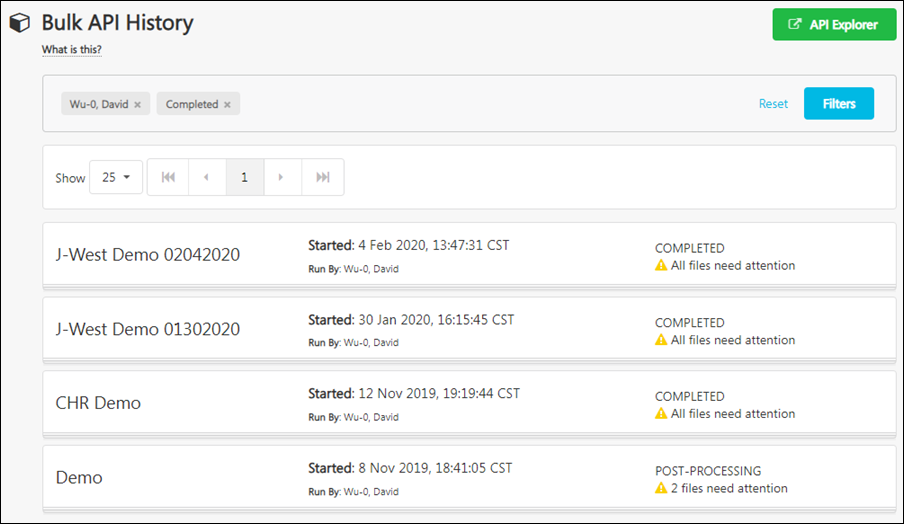 Bulk API History
API Explorer
What is this?
Wu-0, David ×
Completed ×
Reset
Filters
Show 25 1
J-West Demo 02042020
Started: 4 Feb 2020, 13:47:31 CST
Run By: Wu-0, David
COMPLETED
All files need attention
J-West Demo 01302020
Started: 30 Jan 2020, 16:15:45 CST
Run By: Wu-0, David
COMPLETED
All files need attention
CHR Demo
Started: 12 Nov 2019, 19:19:44 CST
Run By: Wu-0, David
COMPLETED
All files need attention
Demo
Started: 8 Nov 2019, 18:41:05 CST
Run By: Wu-0, David
POST-PROCESSING
2 files need attention